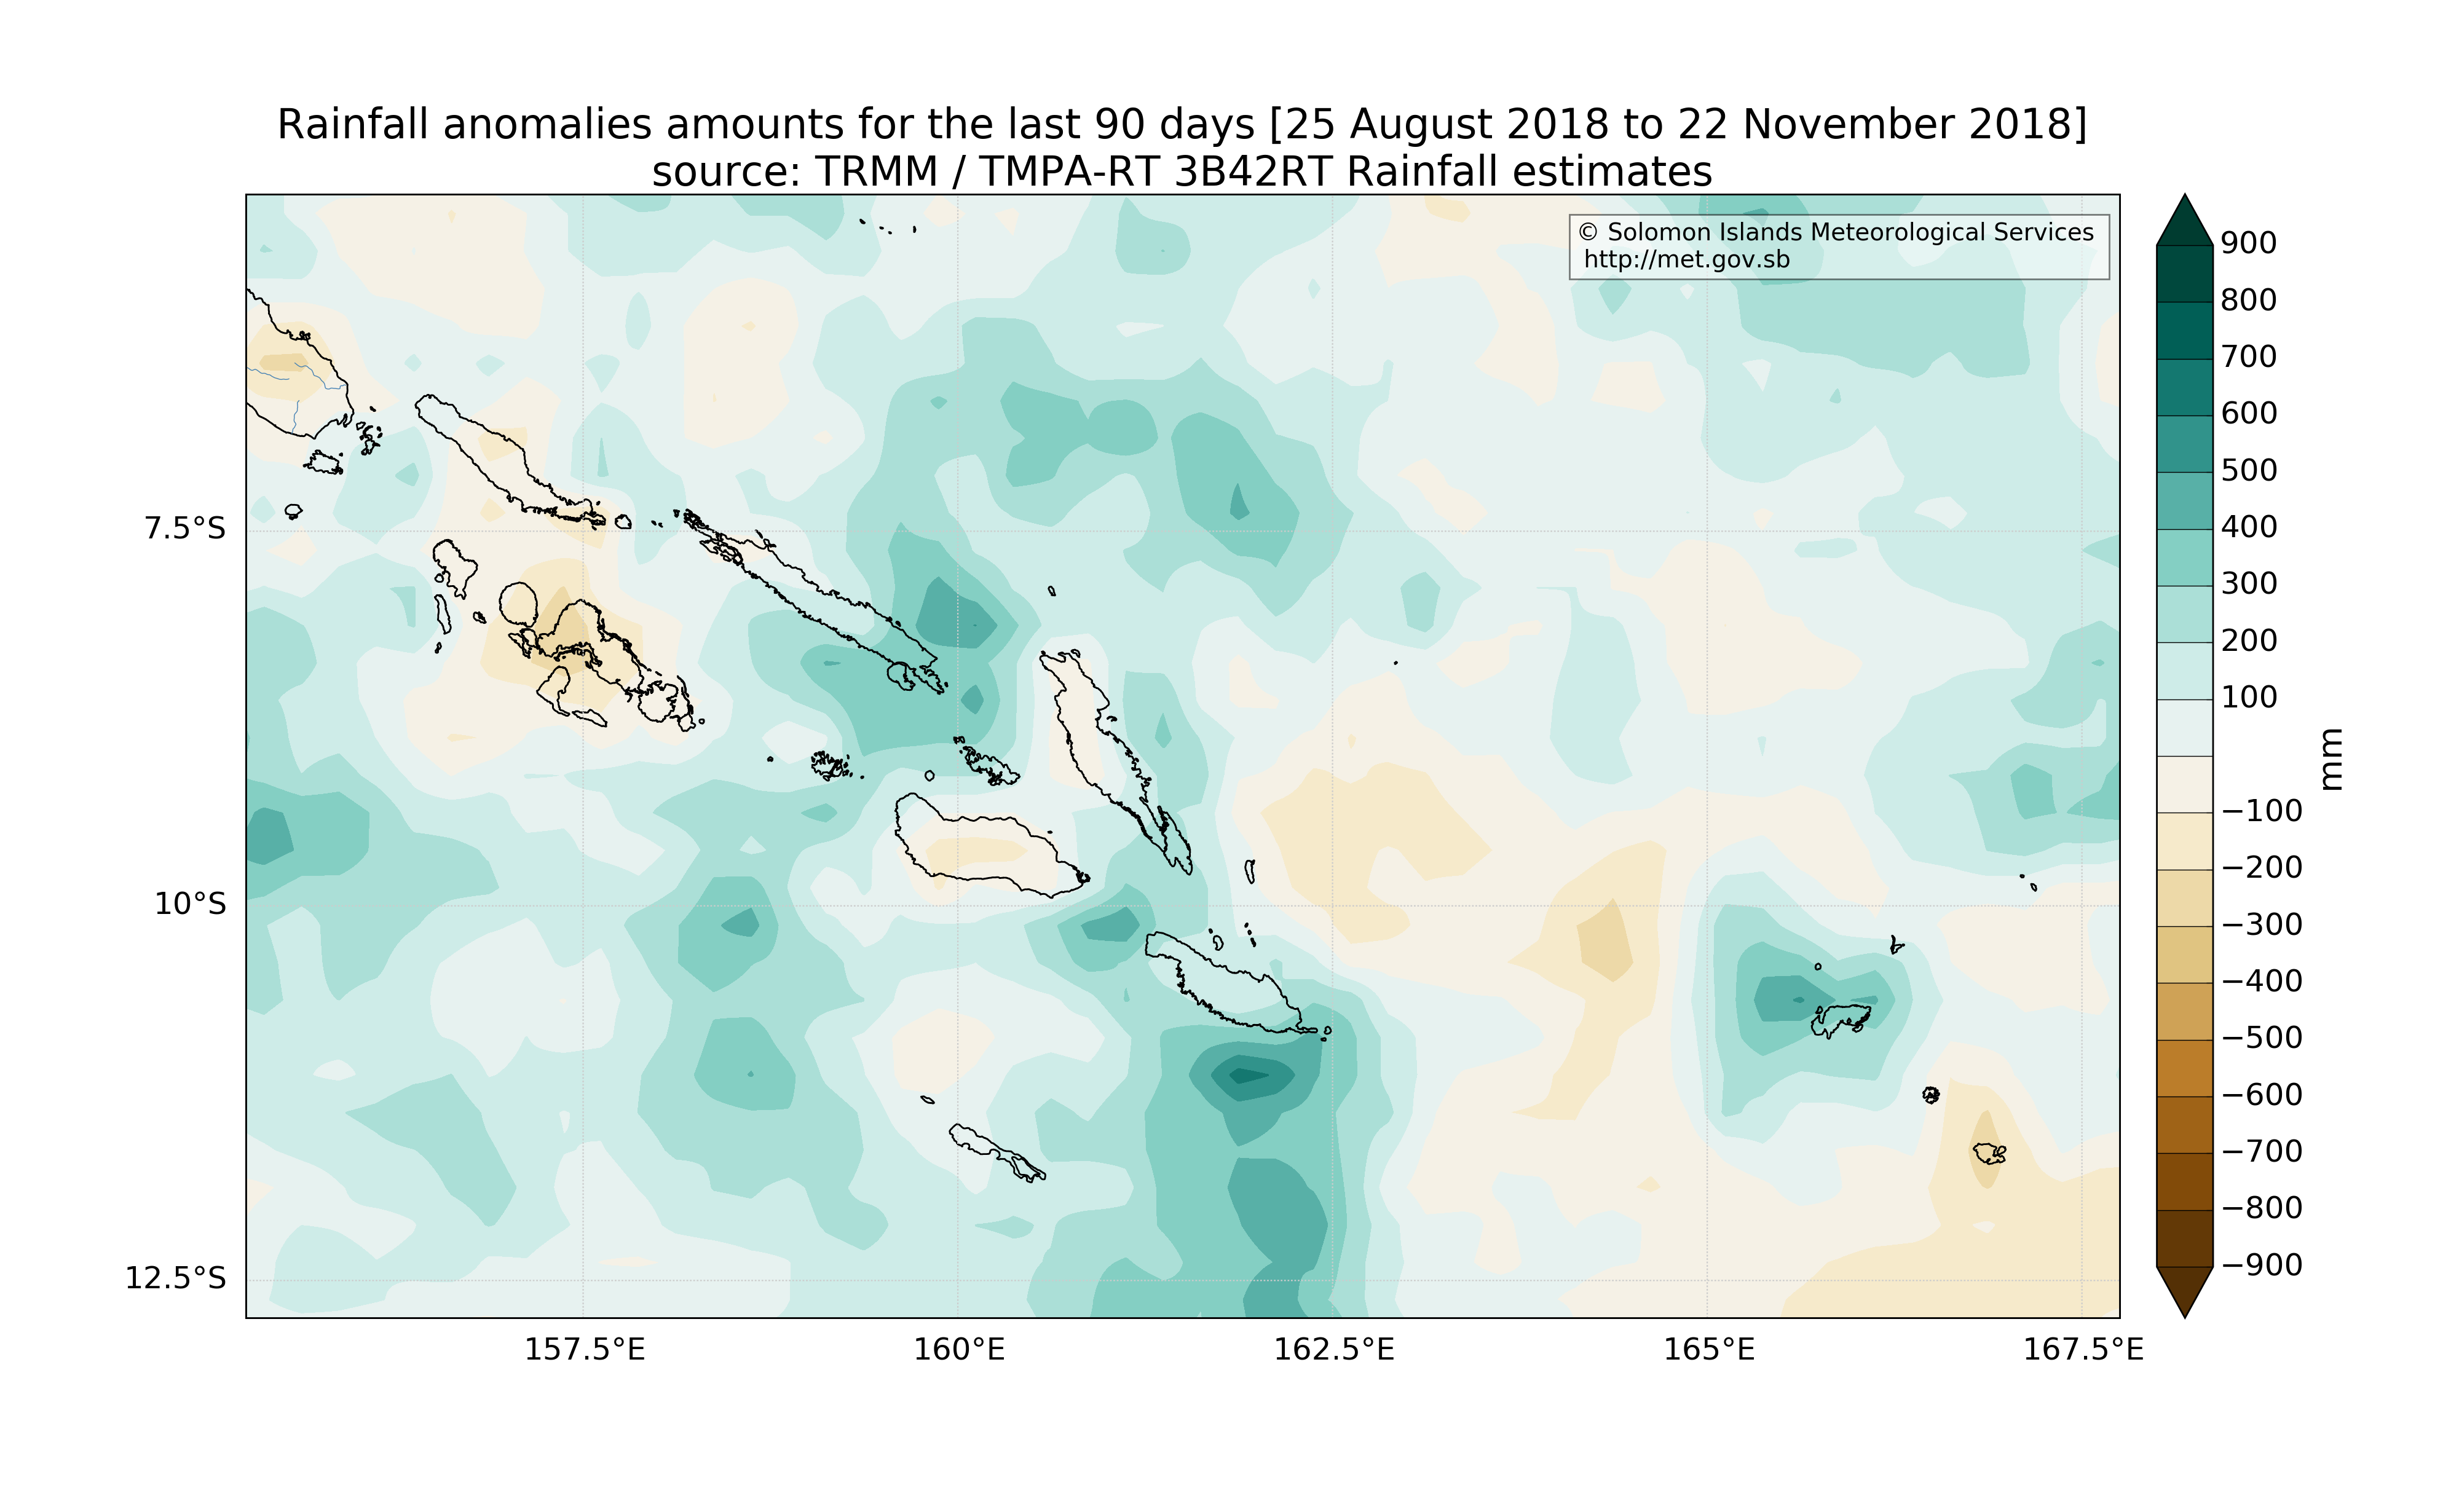 Rainfall anomalies amounts for the last 90 days [25 August 2018 to 22 November 2018]
source: TRMM / TMPA-RT 3B42RT Rainfall estimates
© Solomon Islands Meteorological Services
http://met.gov.sb
7.5°S
10°S
12.5°S
157.5°E
160°E
162.5°E
165°E
167.5°E
900
800
700
600
500
400
300
200
100
−100
−200
−300
−400
−500
−600
−700
−800
−900
mm